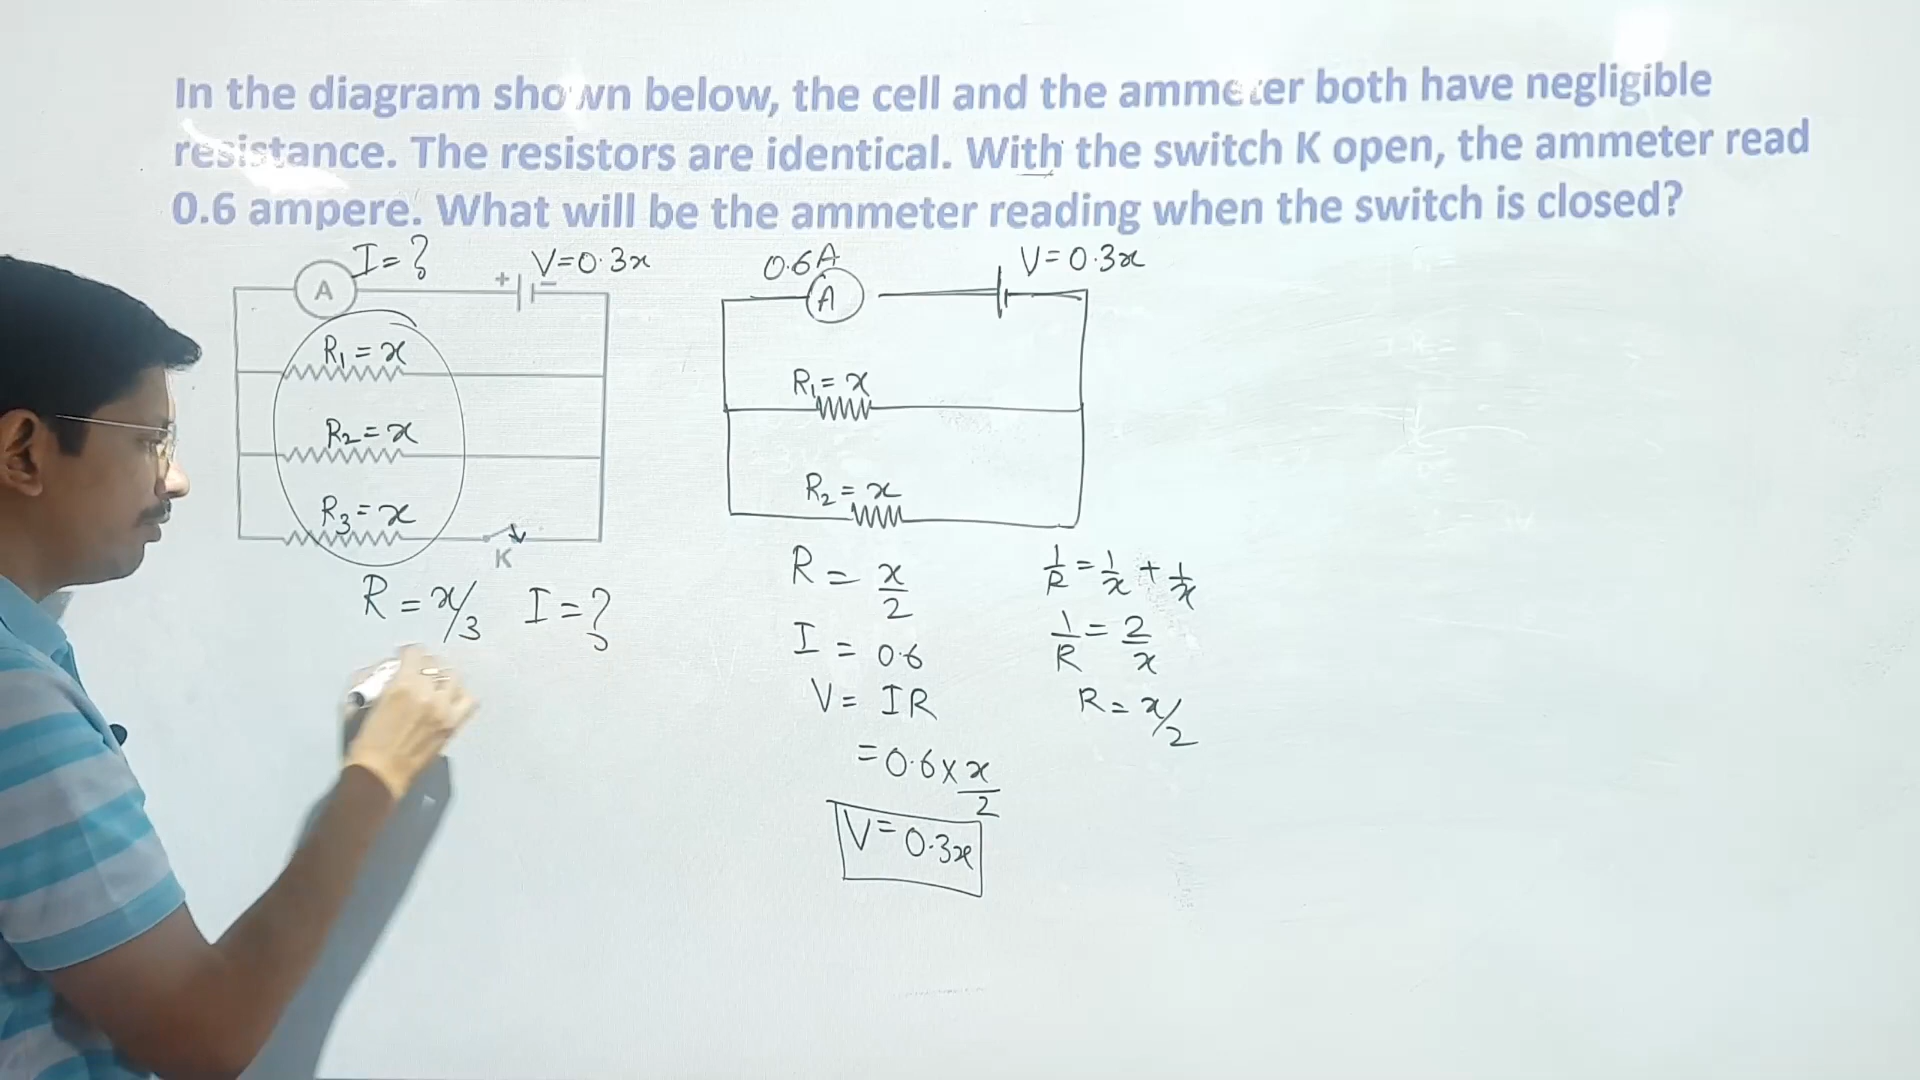 In the diagram shown below, the cell and the ammeter both have negligible
resistance. The resistors are identical. With the switch K open, the ammeter read
0.6 ampere. What will be the ammeter reading when the switch is closed?
I = ?
V=0.3x
A
+ −
R₁ = x
R₂ = x
R₃ = x
K
R = x/3 I = ?
0.6A
V = 0.3x
A
R₁ = x
R₂ = x
R = x/2
I = 0.6
V = IR
= 0.6 × x/2
V = 0.3x
1/R = 1/x + 1/x
1/R = 2/x
R = x/2